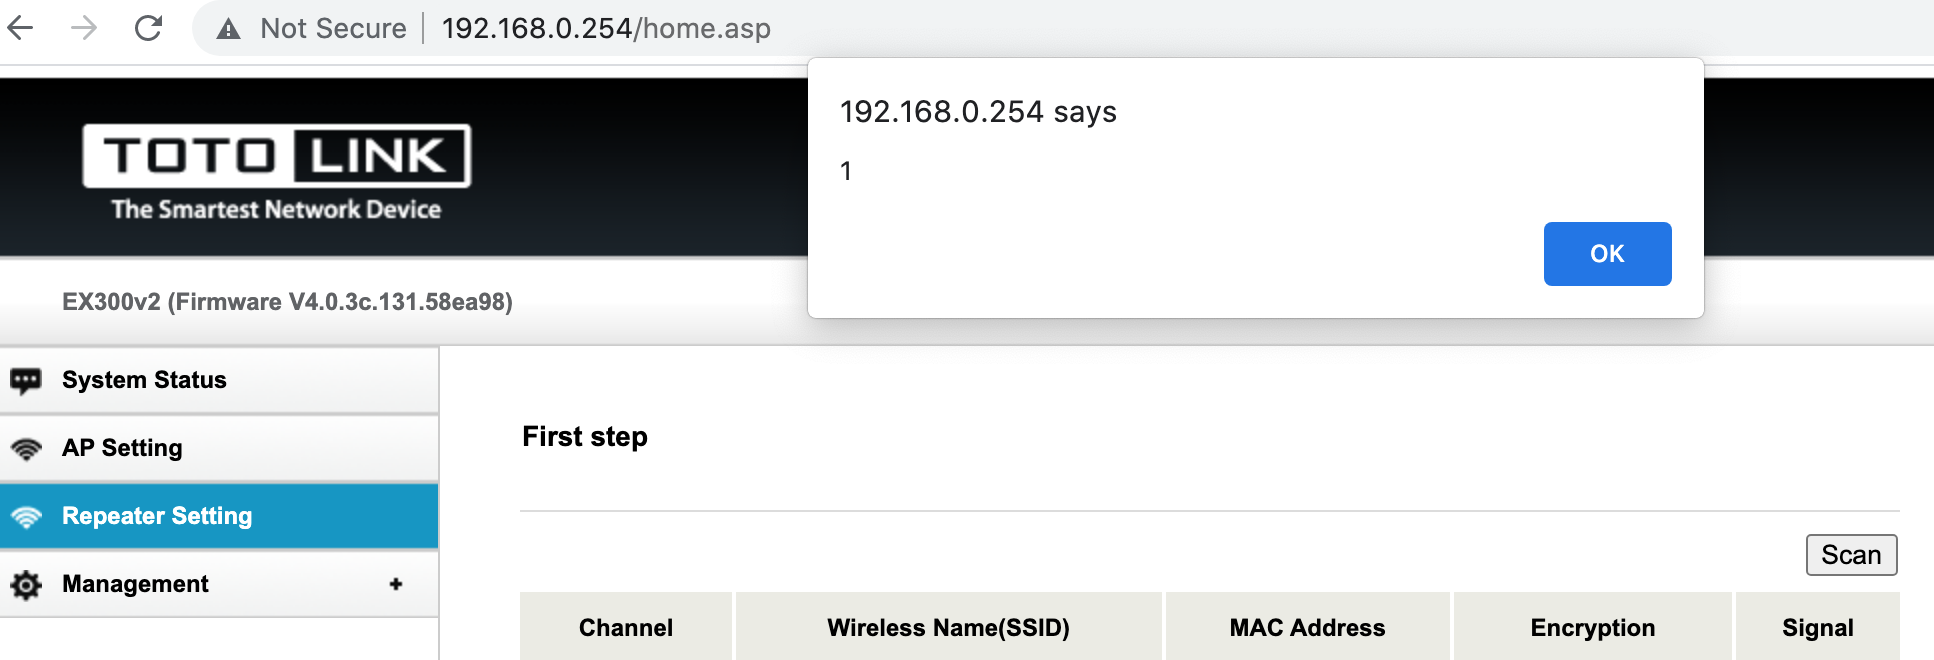 Not Secure | 192.168.0.254/home.asp
192.168.0.254 says
1
OK
TOTO LINK
The Smartest Network Device
EX300v2 (Firmware V4.0.3c.131.58ea98)
System Status
AP Setting
Repeater Setting
Management +
First step
Scan
Channel Wireless Name(SSID) MAC Address Encryption Signal